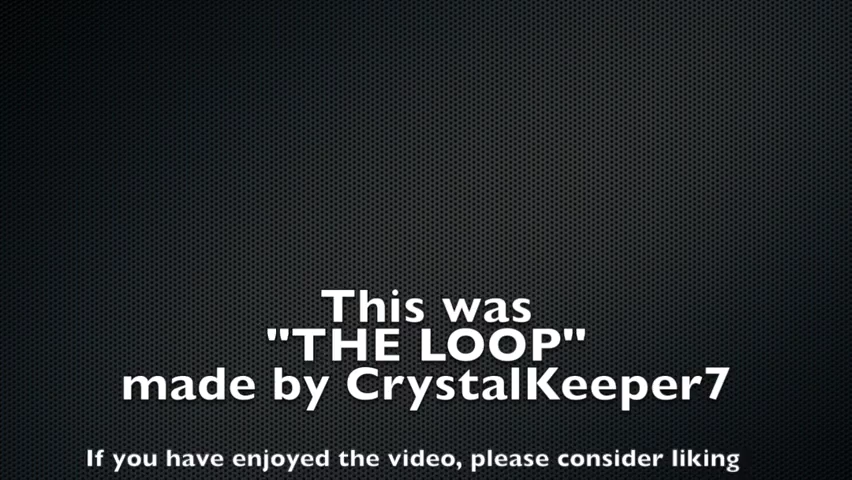 This was
"THE LOOP"
made by CrystalKeeper7
If you have enjoyed the video, please consider liking